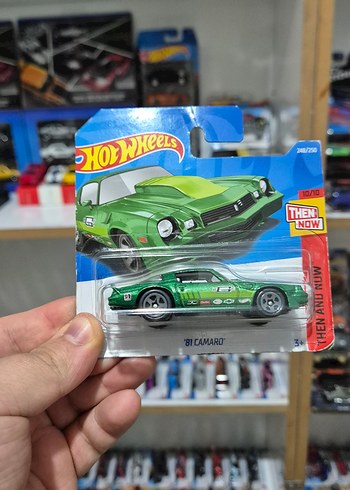 HOT WHEELS
248/250
10/10
THEN
AND
NOW
THEN AND NOW
'81 CAMARO
3+